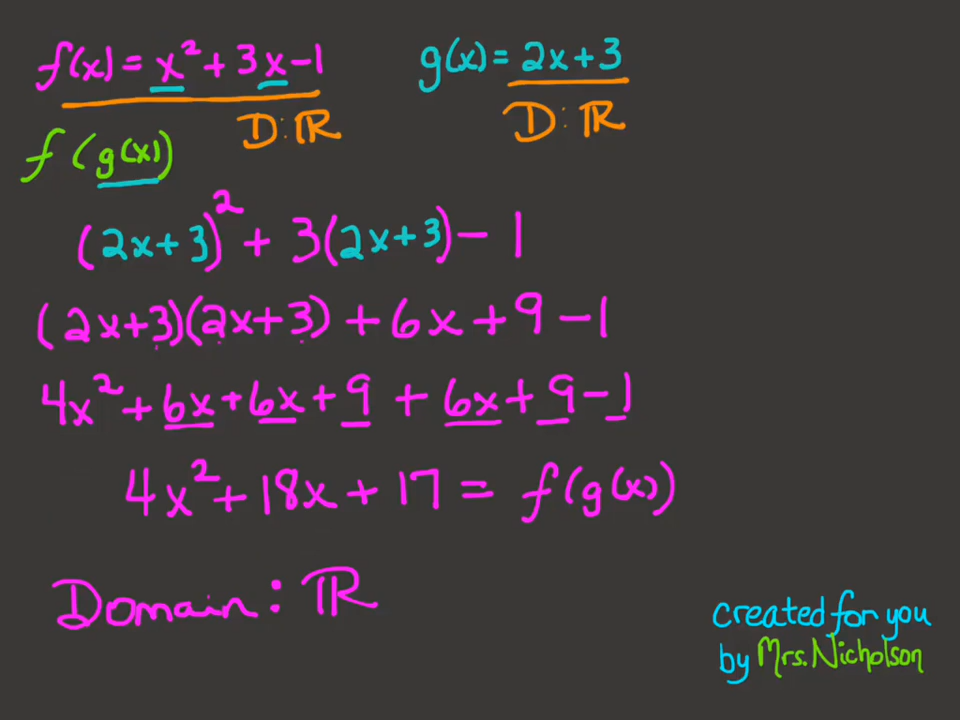 f(x) = x² + 3x - 1
g(x) = 2x + 3
D: ℝ
D: ℝ
f(g(x))
(2x + 3)² + 3(2x + 3) - 1
(2x + 3)(2x + 3) + 6x + 9 - 1
4x² + 6x + 6x + 9 + 6x + 9 - 1
4x² + 18x + 17 = f(g(x))
Domain: ℝ
created for you
by Mrs. Nicholson